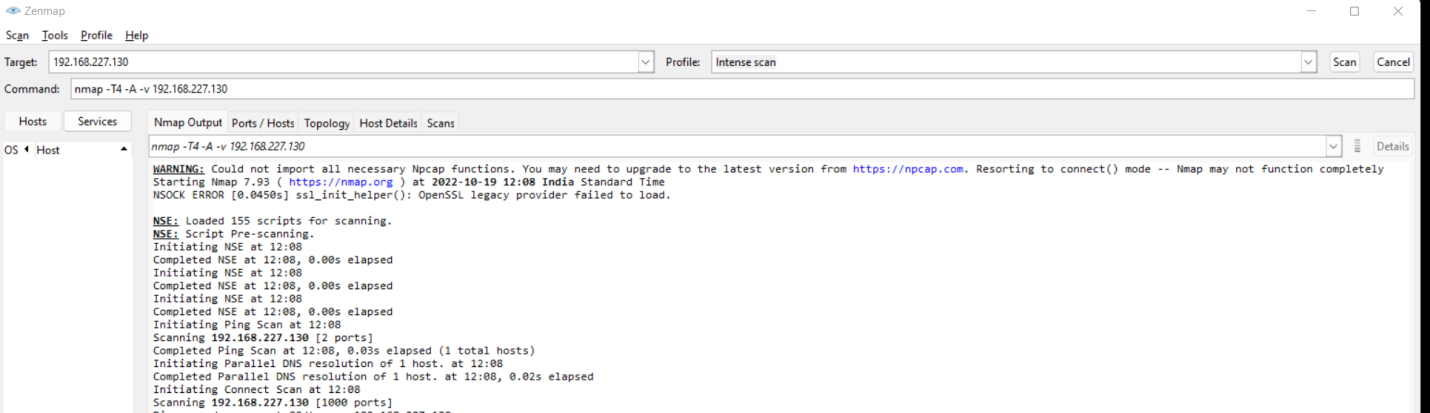 Zenmap
Scan Tools Profile Help
Target: 192.168.227.130 Profile: Intense scan Scan Cancel
Command: nmap -T4 -A -v 192.168.227.130
Hosts Services Nmap Output Ports / Hosts Topology Host Details Scans
OS Host nmap -T4 -A -v 192.168.227.130 Details
WARNING: Could not import all necessary Npcap functions. You may need to upgrade to the latest version from https://npcap.com. Resorting to connect() mode -- Nmap may not function completely
Starting Nmap 7.93 ( https://nmap.org ) at 2022-10-19 12:08 India Standard Time
NSOCK ERROR [0.0450s] ssl_init_helper(): OpenSSL legacy provider failed to load.
NSE: Loaded 155 scripts for scanning.
NSE: Script Pre-scanning.
Initiating NSE at 12:08
Completed NSE at 12:08, 0.00s elapsed
Initiating NSE at 12:08
Completed NSE at 12:08, 0.00s elapsed
Initiating NSE at 12:08
Completed NSE at 12:08, 0.00s elapsed
Initiating Ping Scan at 12:08
Scanning 192.168.227.130 [2 ports]
Completed Ping Scan at 12:08, 0.03s elapsed (1 total hosts)
Initiating Parallel DNS resolution of 1 host. at 12:08
Completed Parallel DNS resolution of 1 host. at 12:08, 0.02s elapsed
Initiating Connect Scan at 12:08
Scanning 192.168.227.130 [1000 ports]